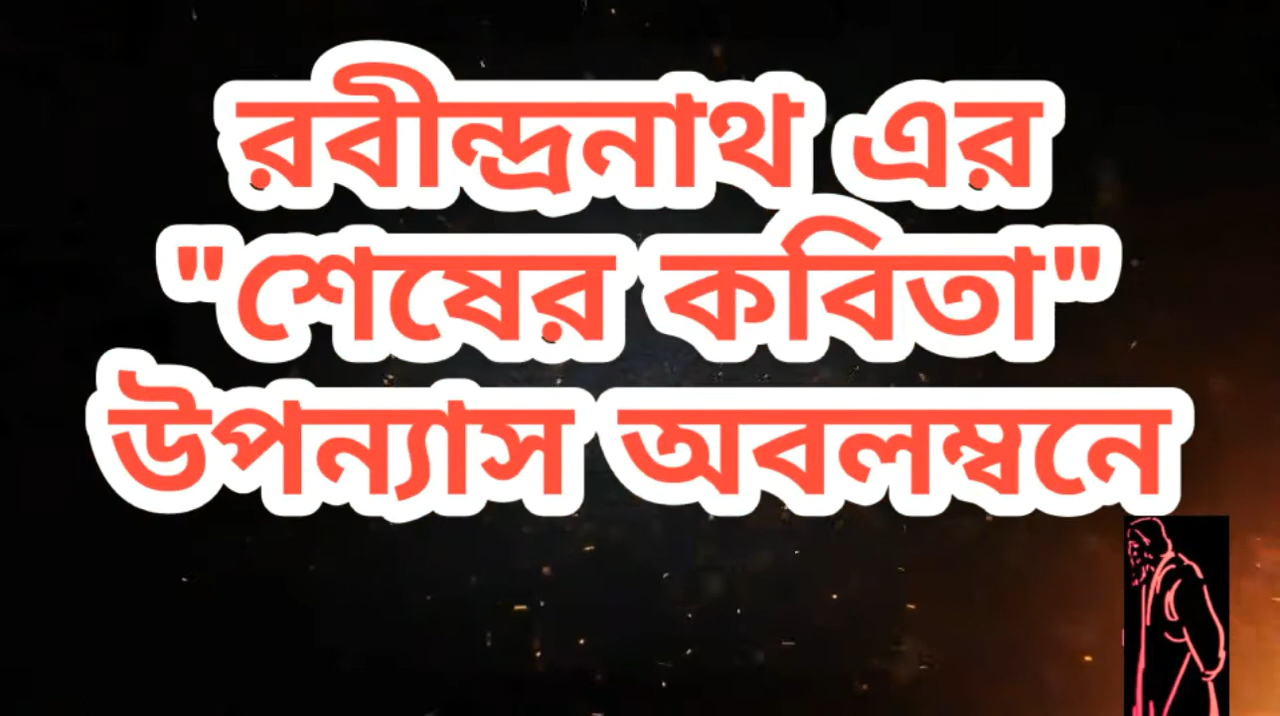 রবীন্দ্রনাথ এর
"শেষের কবিতা"
উপন্যাস অবলম্বনে